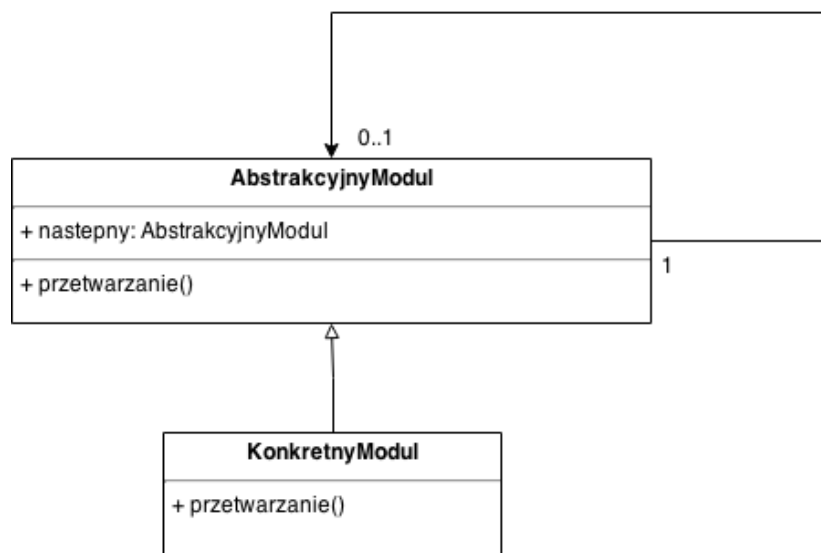 0..1
AbstrakcyjnyModul
+ nastepny: AbstrakcyjnyModul
1
+ przetwarzanie()
KonkretnyModul
+ przetwarzanie()